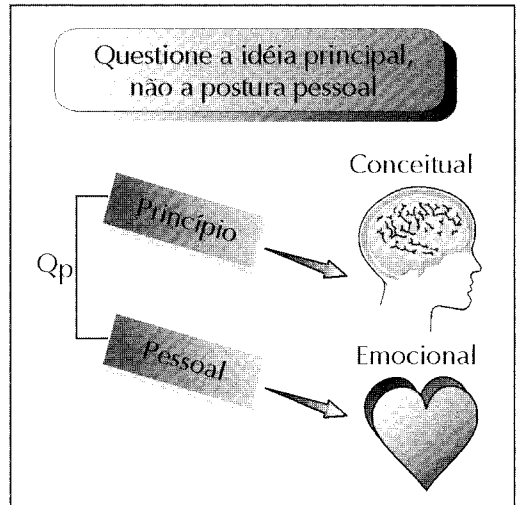 Questione a idéia principal,
não a postura pessoal
Conceitual
Princípio
Qp
Pessoal
Emocional